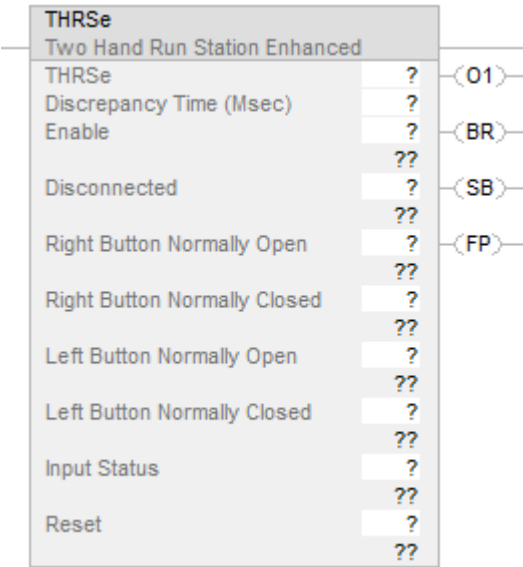 THRSe
Two Hand Run Station Enhanced
THRSe ? O1
Discrepancy Time (Msec) ?
Enable ? BR
??
Disconnected ? SB
??
Right Button Normally Open ? FP
??
Right Button Normally Closed ?
??
Left Button Normally Open ?
??
Left Button Normally Closed ?
??
Input Status ?
??
Reset ?
??